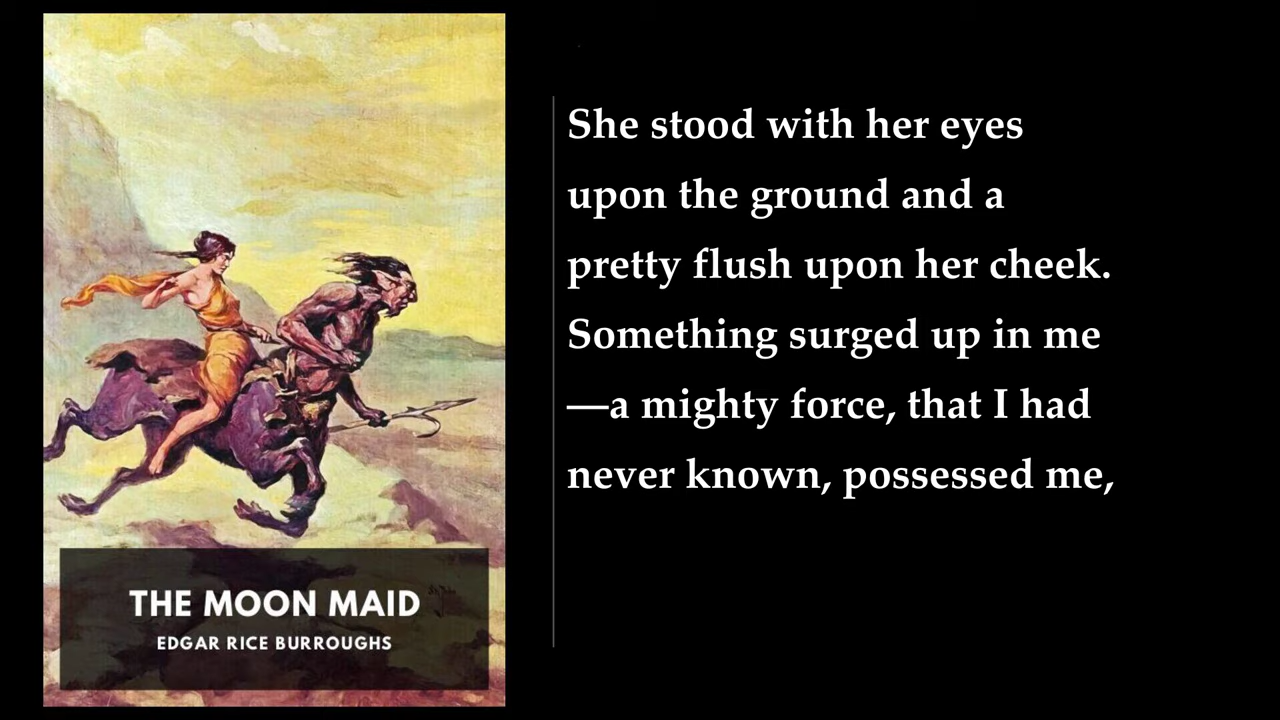 THE MOON MAID
EDGAR RICE BURROUGHS
She stood with her eyes
upon the ground and a
pretty flush upon her cheek.
Something surged up in me
—a mighty force, that I had
never known, possessed me,